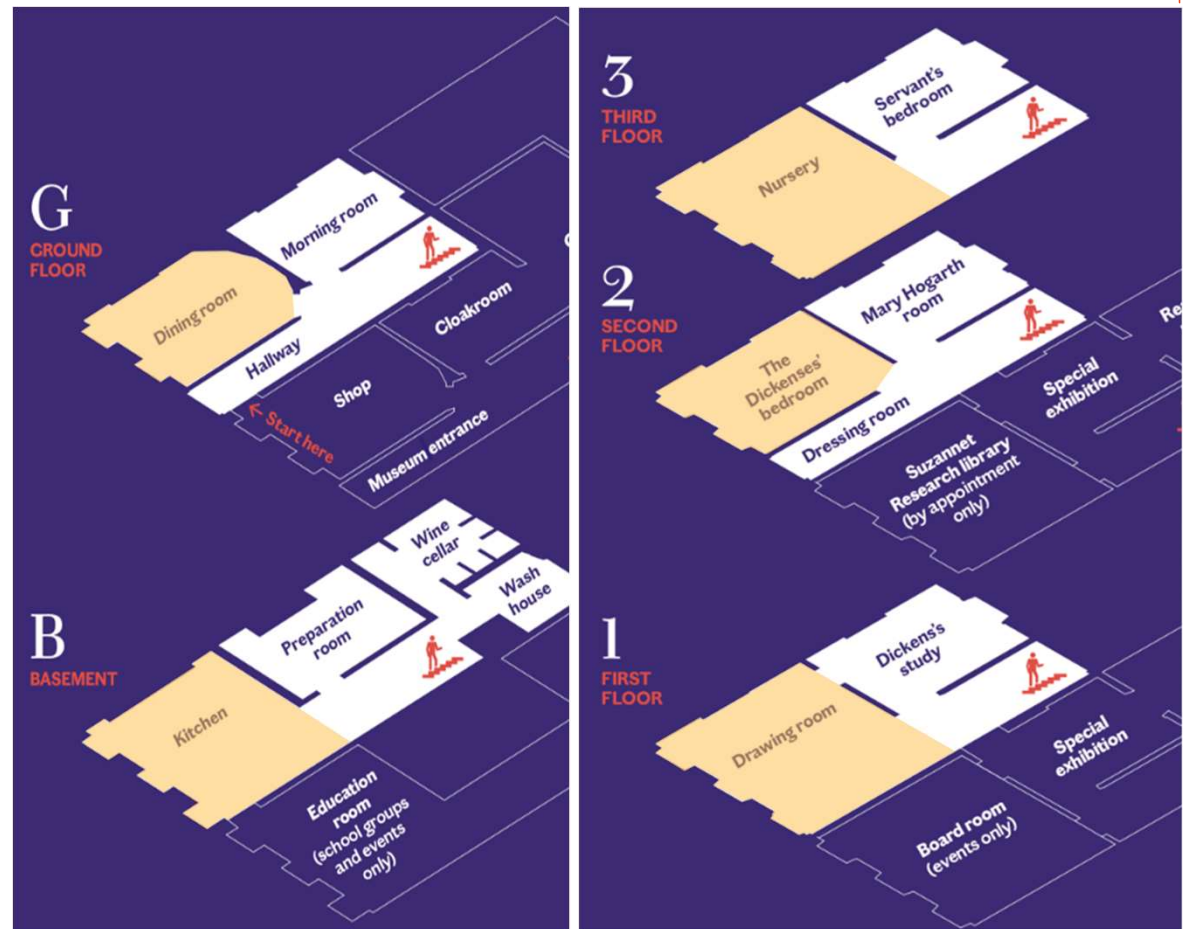 G
GROUND
FLOOR
Morning room
Dining room
Hallway
Cloakroom
Shop
← Start here
Museum entrance
B
BASEMENT
Wine
cellar
Wash
house
Preparation
room
Kitchen
Education
room
(school groups
and events
only)
3
THIRD
FLOOR
Servant's
bedroom
Nursery
2
SECOND
FLOOR
Mary Hogarth
room
The
Dickenses'
bedroom
Dressing room
Special
exhibition
Suzannet
Research library
(by appointment
only)
1
FIRST
FLOOR
Dickens's
study
Drawing room
Special
exhibition
Board room
(events only)